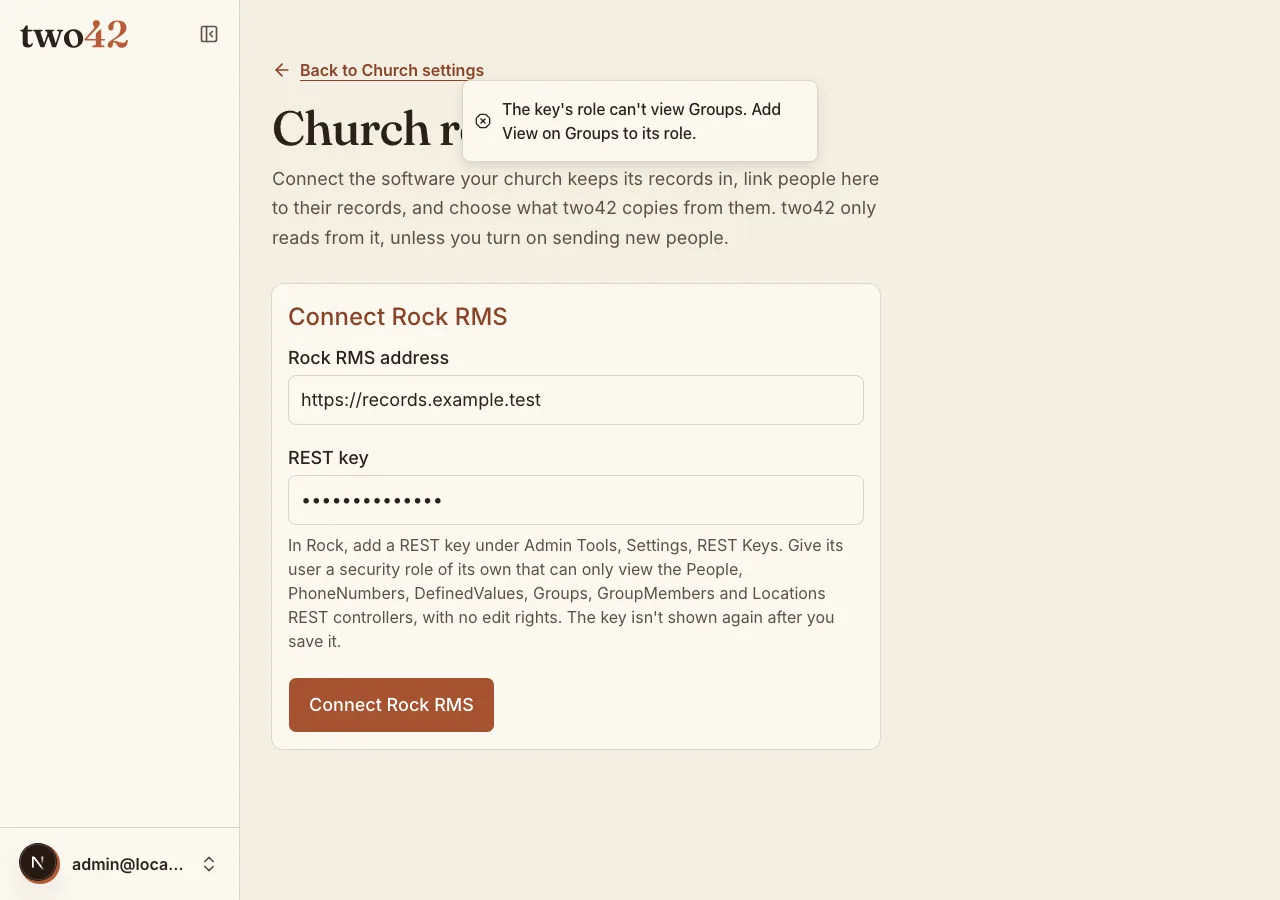 two42
Back to Church settings
The key's role can't view Groups. Add
View on Groups to its role.
Church r
Connect the software your church keeps its records in, link people here
to their records, and choose what two42 copies from them. two42 only
reads from it, unless you turn on sending new people.
Connect Rock RMS
Rock RMS address
https://records.example.test
REST key
In Rock, add a REST key under Admin Tools, Settings, REST Keys. Give its
user a security role of its own that can only view the People,
PhoneNumbers, DefinedValues, Groups, GroupMembers and Locations
REST controllers, with no edit rights. The key isn't shown again after you
save it.
Connect Rock RMS
N
admin@loca...